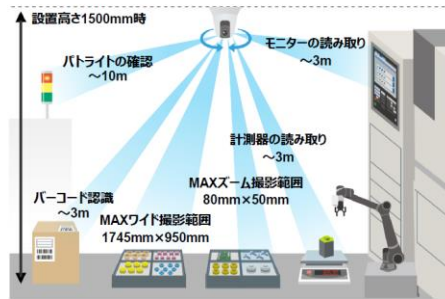 設置高さ1500mm時
モニターの読み取り
～3m
パトライトの確認
～10m
計測器の読み取り
～3m
バーコード認識
～3m
MAXズーム撮影範囲
80mm×50mm
MAXワイド撮影範囲
1745mm×950mm